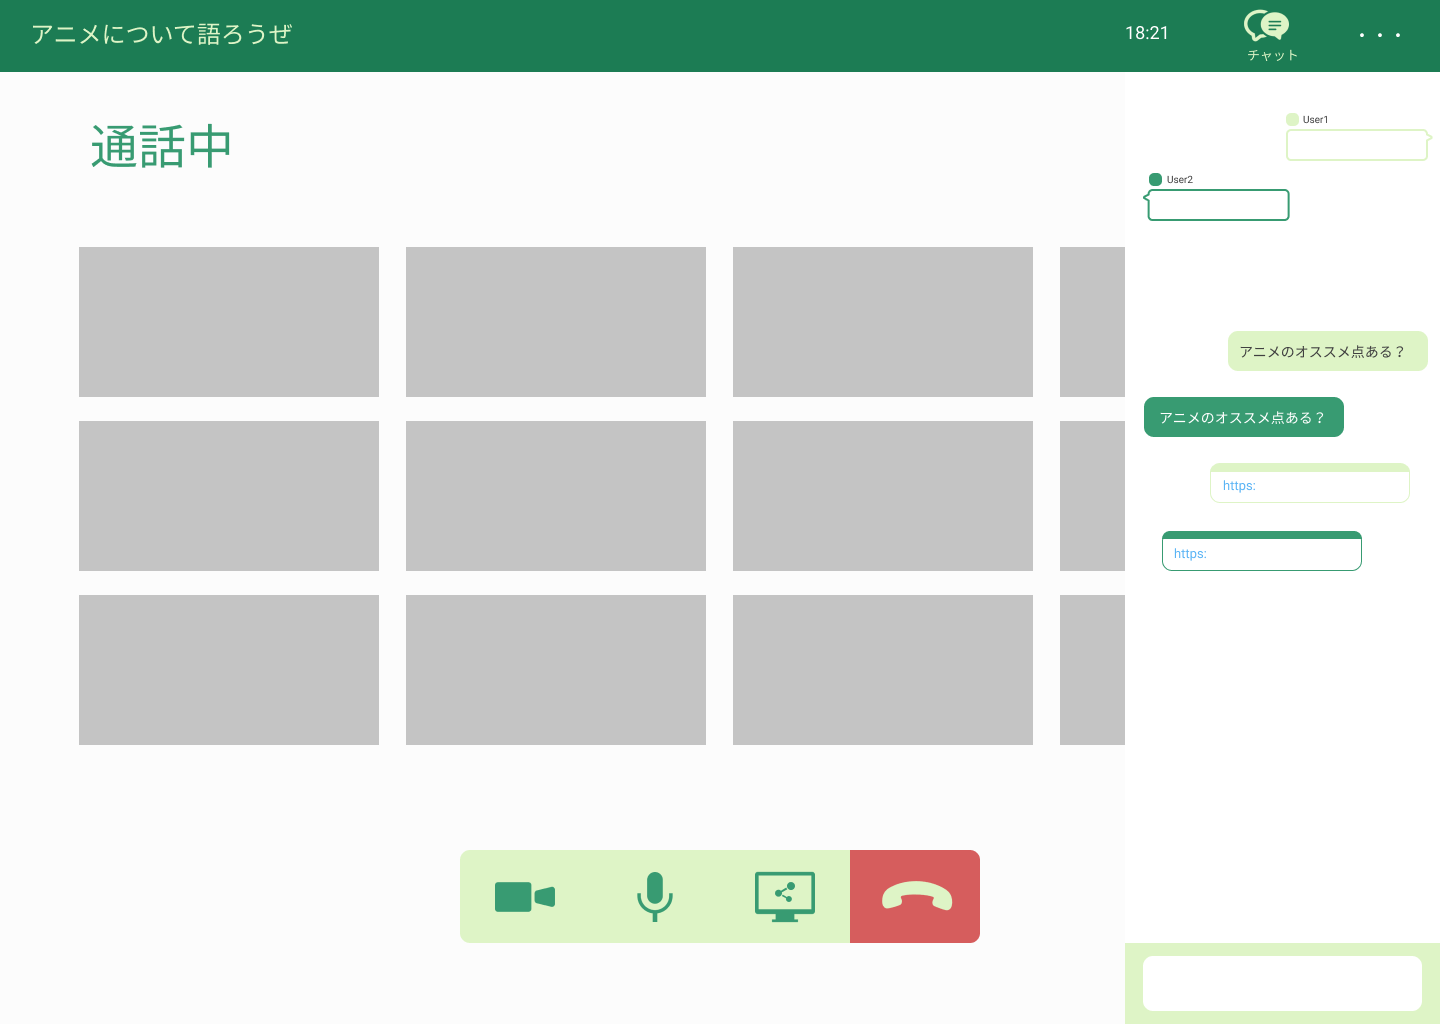 アニメについて語ろうぜ
18:21
チャット
通話中
User1
User2
アニメのオススメ点ある？
アニメのオススメ点ある？
https:
https: